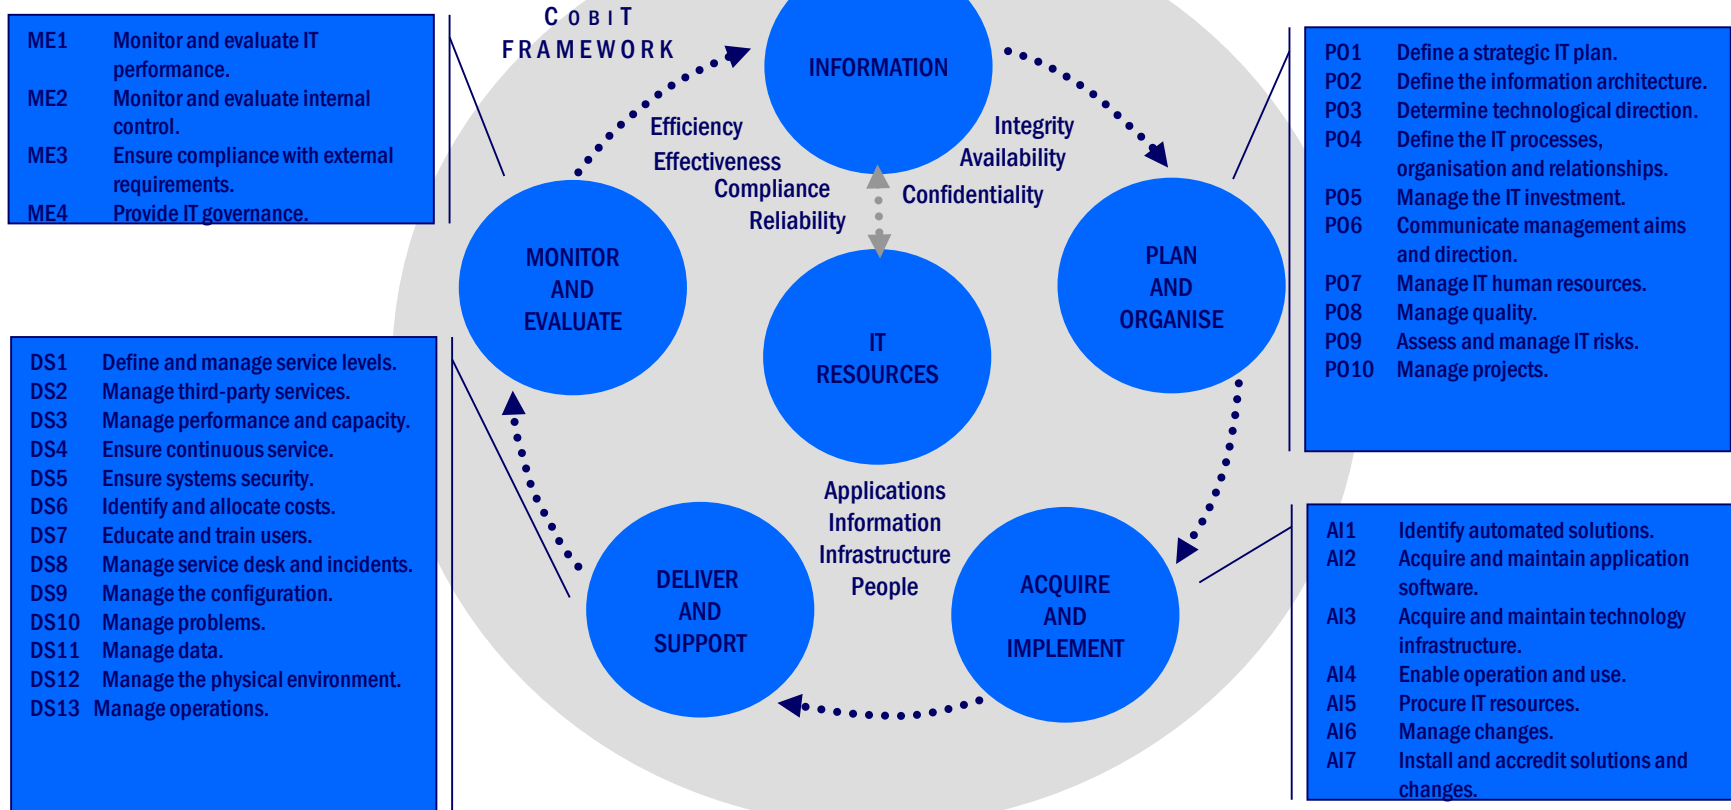 COBIT
FRAMEWORK
ME1 Monitor and evaluate IT
performance.
ME2 Monitor and evaluate internal
control.
ME3 Ensure compliance with external
requirements.
ME4 Provide IT governance.
INFORMATION
Efficiency
Effectiveness
Compliance
Reliability
Integrity
Availability
Confidentiality
PO1 Define a strategic IT plan.
PO2 Define the information architecture.
PO3 Determine technological direction.
PO4 Define the IT processes,
organisation and relationships.
PO5 Manage the IT investment.
PO6 Communicate management aims
and direction.
PO7 Manage IT human resources.
PO8 Manage quality.
PO9 Assess and manage IT risks.
PO10 Manage projects.
MONITOR
AND
EVALUATE
PLAN
AND
ORGANISE
IT
RESOURCES
DS1 Define and manage service levels.
DS2 Manage third-party services.
DS3 Manage performance and capacity.
DS4 Ensure continuous service.
DS5 Ensure systems security.
DS6 Identify and allocate costs.
DS7 Educate and train users.
DS8 Manage service desk and incidents.
DS9 Manage the configuration.
DS10 Manage problems.
DS11 Manage data.
DS12 Manage the physical environment.
DS13 Manage operations.
Applications
Information
Infrastructure
People
DELIVER
AND
SUPPORT
ACQUIRE
AND
IMPLEMENT
AI1 Identify automated solutions.
AI2 Acquire and maintain application
software.
AI3 Acquire and maintain technology
infrastructure.
AI4 Enable operation and use.
AI5 Procure IT resources.
AI6 Manage changes.
AI7 Install and accredit solutions and
changes.